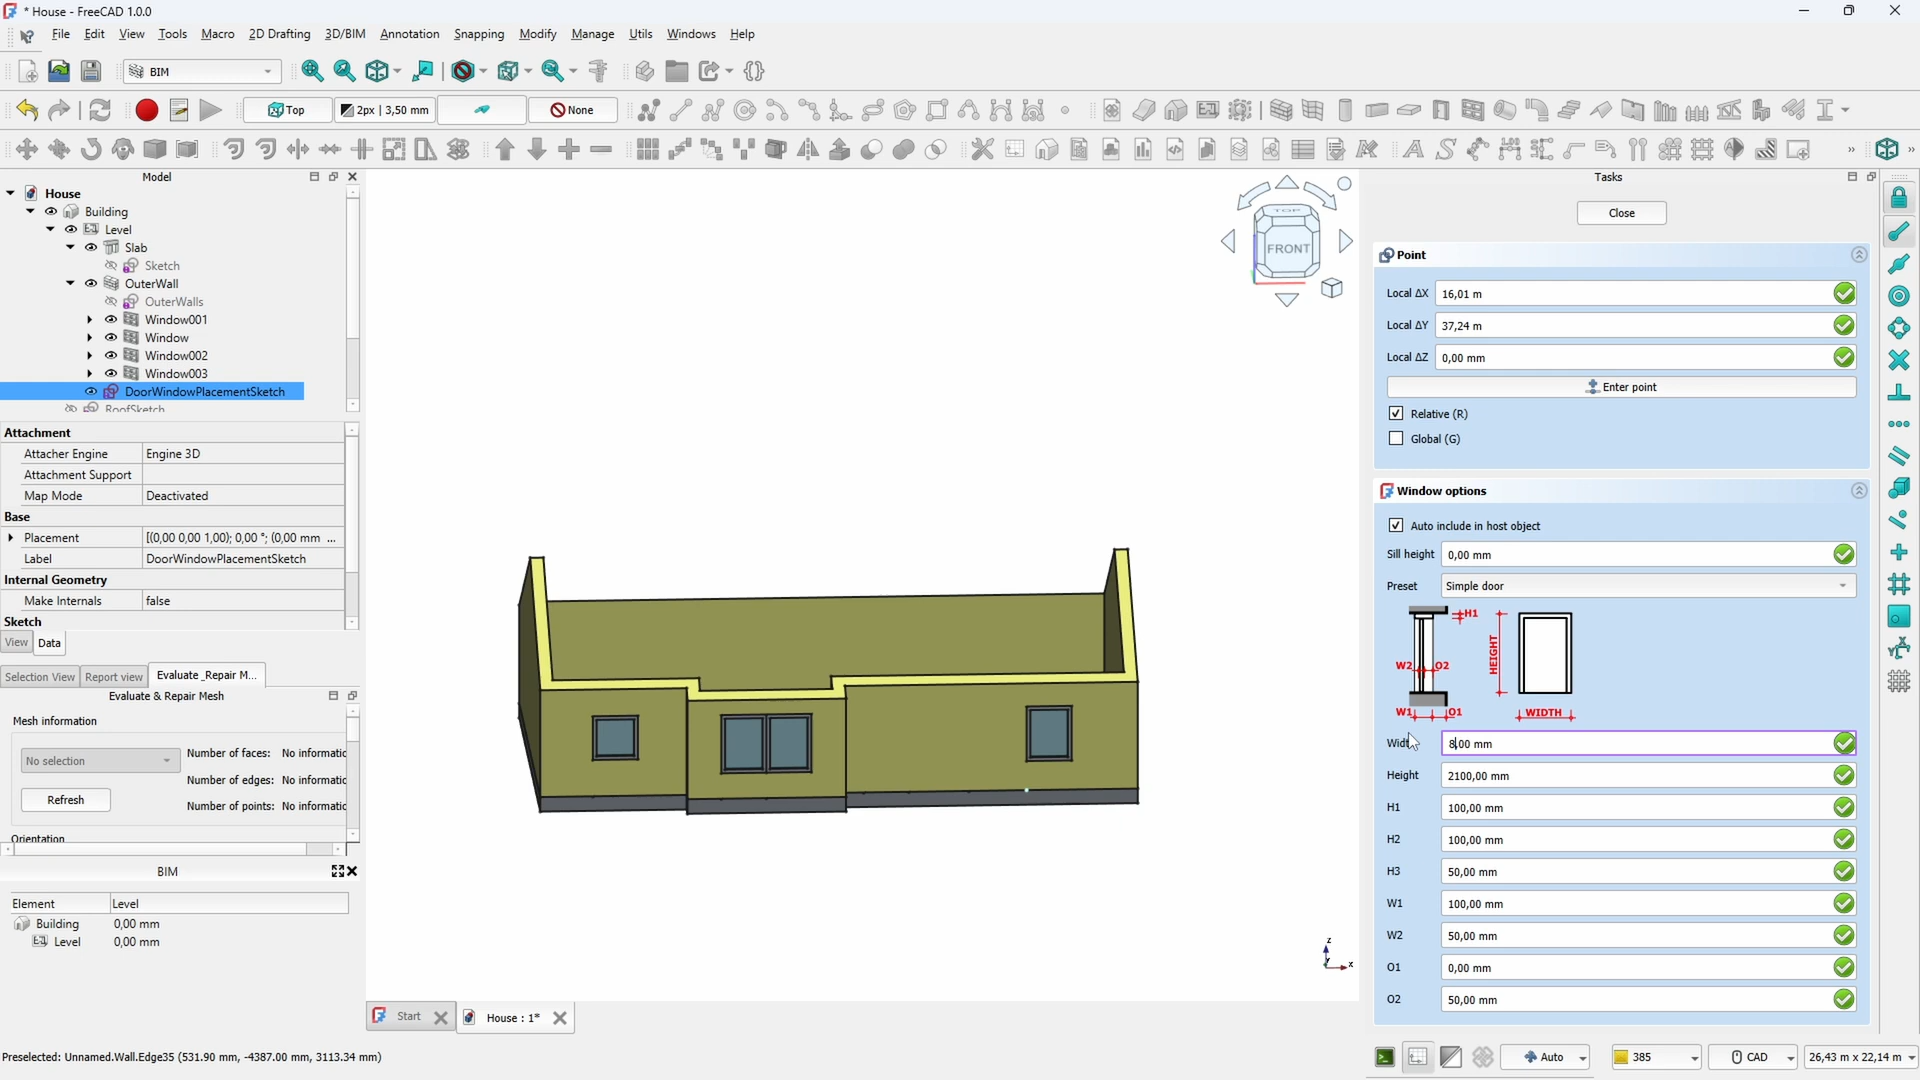 * House - FreeCAD 1.0.0
File Edit View Tools Macro 2D Drafting 3D/BIM Annotation Snapping Modify Manage Utils Windows Help
BIM
Top 2px | 3,50 mm None
Model
House
Building
Level
Slab
Sketch
OuterWall
OuterWalls
Window001
Window
Window002
Window003
DoorWindowPlacementSketch
RoofSketch
Attachment
Attacher Engine Engine 3D
Attachment Support
Map Mode Deactivated
Base
Placement [(0,00 0,00 1,00); 0,00 °; (0,00 mm ...
Label DoorWindowPlacementSketch
Internal Geometry
Make Internals false
Sketch
View Data
Selection View Report view Evaluate _Repair M...
Evaluate & Repair Mesh
Mesh information
No selection
Number of faces: No informatic
Number of edges: No informatic
Refresh
Number of points: No informatic
Orientation
BIM
Element Level
Building 0,00 mm
Level 0,00 mm
TOP
FRONT
Z
X
Start House : 1*
Tasks
Close
Point
Local ΔX 16,01 m
Local ΔY 37,24 m
Local ΔZ 0,00 mm
Enter point
Relative (R)
Global (G)
Window options
Auto include in host object
Sill height 0,00 mm
Preset Simple door
H1
HEIGHT
W2 O2
W1 O1
WIDTH
Width 8,00 mm
Height 2100,00 mm
H1 100,00 mm
H2 100,00 mm
H3 50,00 mm
W1 100,00 mm
W2 50,00 mm
O1 0,00 mm
O2 50,00 mm
Preselected: Unnamed.Wall.Edge35 (531.90 mm, -4387.00 mm, 3113.34 mm)
Auto 385 CAD 26,43 m x 22,14 m